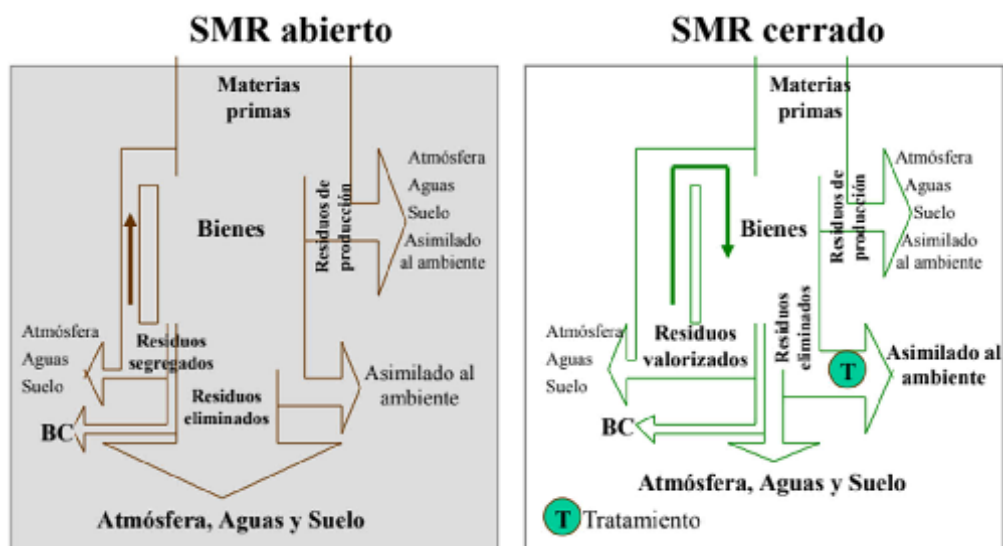 SMR abierto
Materias
primas
Atmósfera
Aguas
Suelo
Asimilado
al ambiente
Residuos de
producción
Bienes
Atmósfera
Aguas
Suelo
Residuos
segregados
BC
Residuos
eliminados
Asimilado al
ambiente
Atmósfera, Aguas y Suelo
SMR cerrado
Materias
primas
Atmósfera
Aguas
Suelo
Asimilado
al ambiente
Residuos de
producción
Bienes
Atmósfera
Aguas
Suelo
Residuos
valorizados
Residuos
eliminados
T
Asimilado al
ambiente
BC
Atmósfera, Aguas y Suelo
T Tratamiento